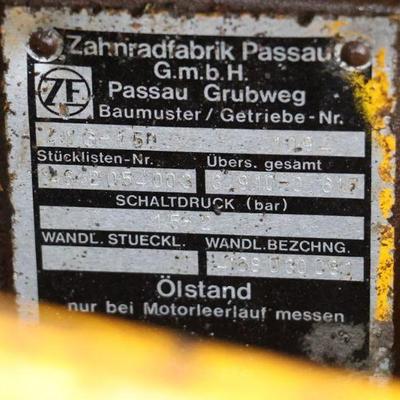 Zahnradfabrik Passau
G.m.b.H.
ZF
Passau Grubweg
Baumuster/Getriebe-Nr.
Stücklisten-Nr. Übers. gesamt
SCHALTDRUCK (bar)
WANDL. STUECKL. WANDL.BEZCHNG.
Ölstand
nur bei Motorleerlauf messen